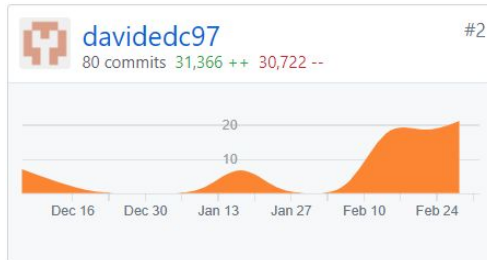 davidedc97
#2
80 commits 31,366 ++ 30,722 --
20
10
Dec 16 Dec 30 Jan 13 Jan 27 Feb 10 Feb 24